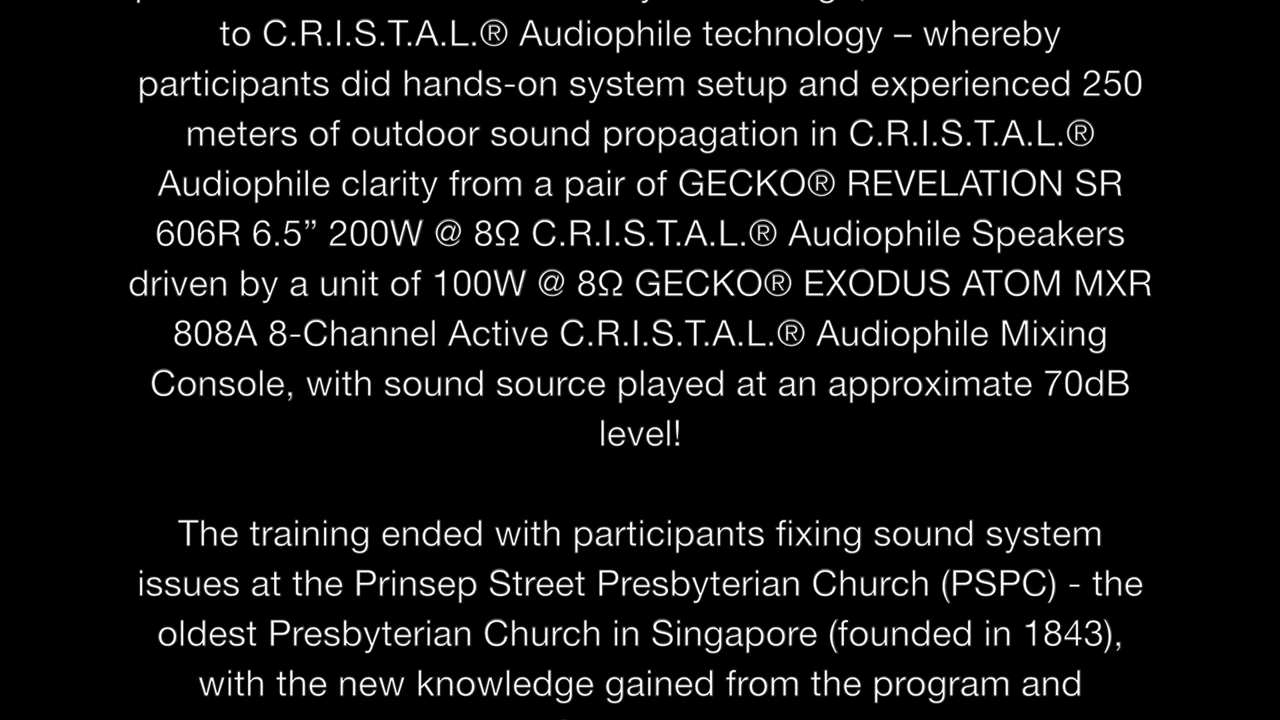 to C.R.I.S.T.A.L.® Audiophile technology – whereby
participants did hands-on system setup and experienced 250
meters of outdoor sound propagation in C.R.I.S.T.A.L.®
Audiophile clarity from a pair of GECKO® REVELATION SR
606R 6.5” 200W @ 8Ω C.R.I.S.T.A.L.® Audiophile Speakers
driven by a unit of 100W @ 8Ω GECKO® EXODUS ATOM MXR
808A 8-Channel Active C.R.I.S.T.A.L.® Audiophile Mixing
Console, with sound source played at an approximate 70dB
level!
The training ended with participants fixing sound system
issues at the Prinsep Street Presbyterian Church (PSPC) - the
oldest Presbyterian Church in Singapore (founded in 1843),
with the new knowledge gained from the program and